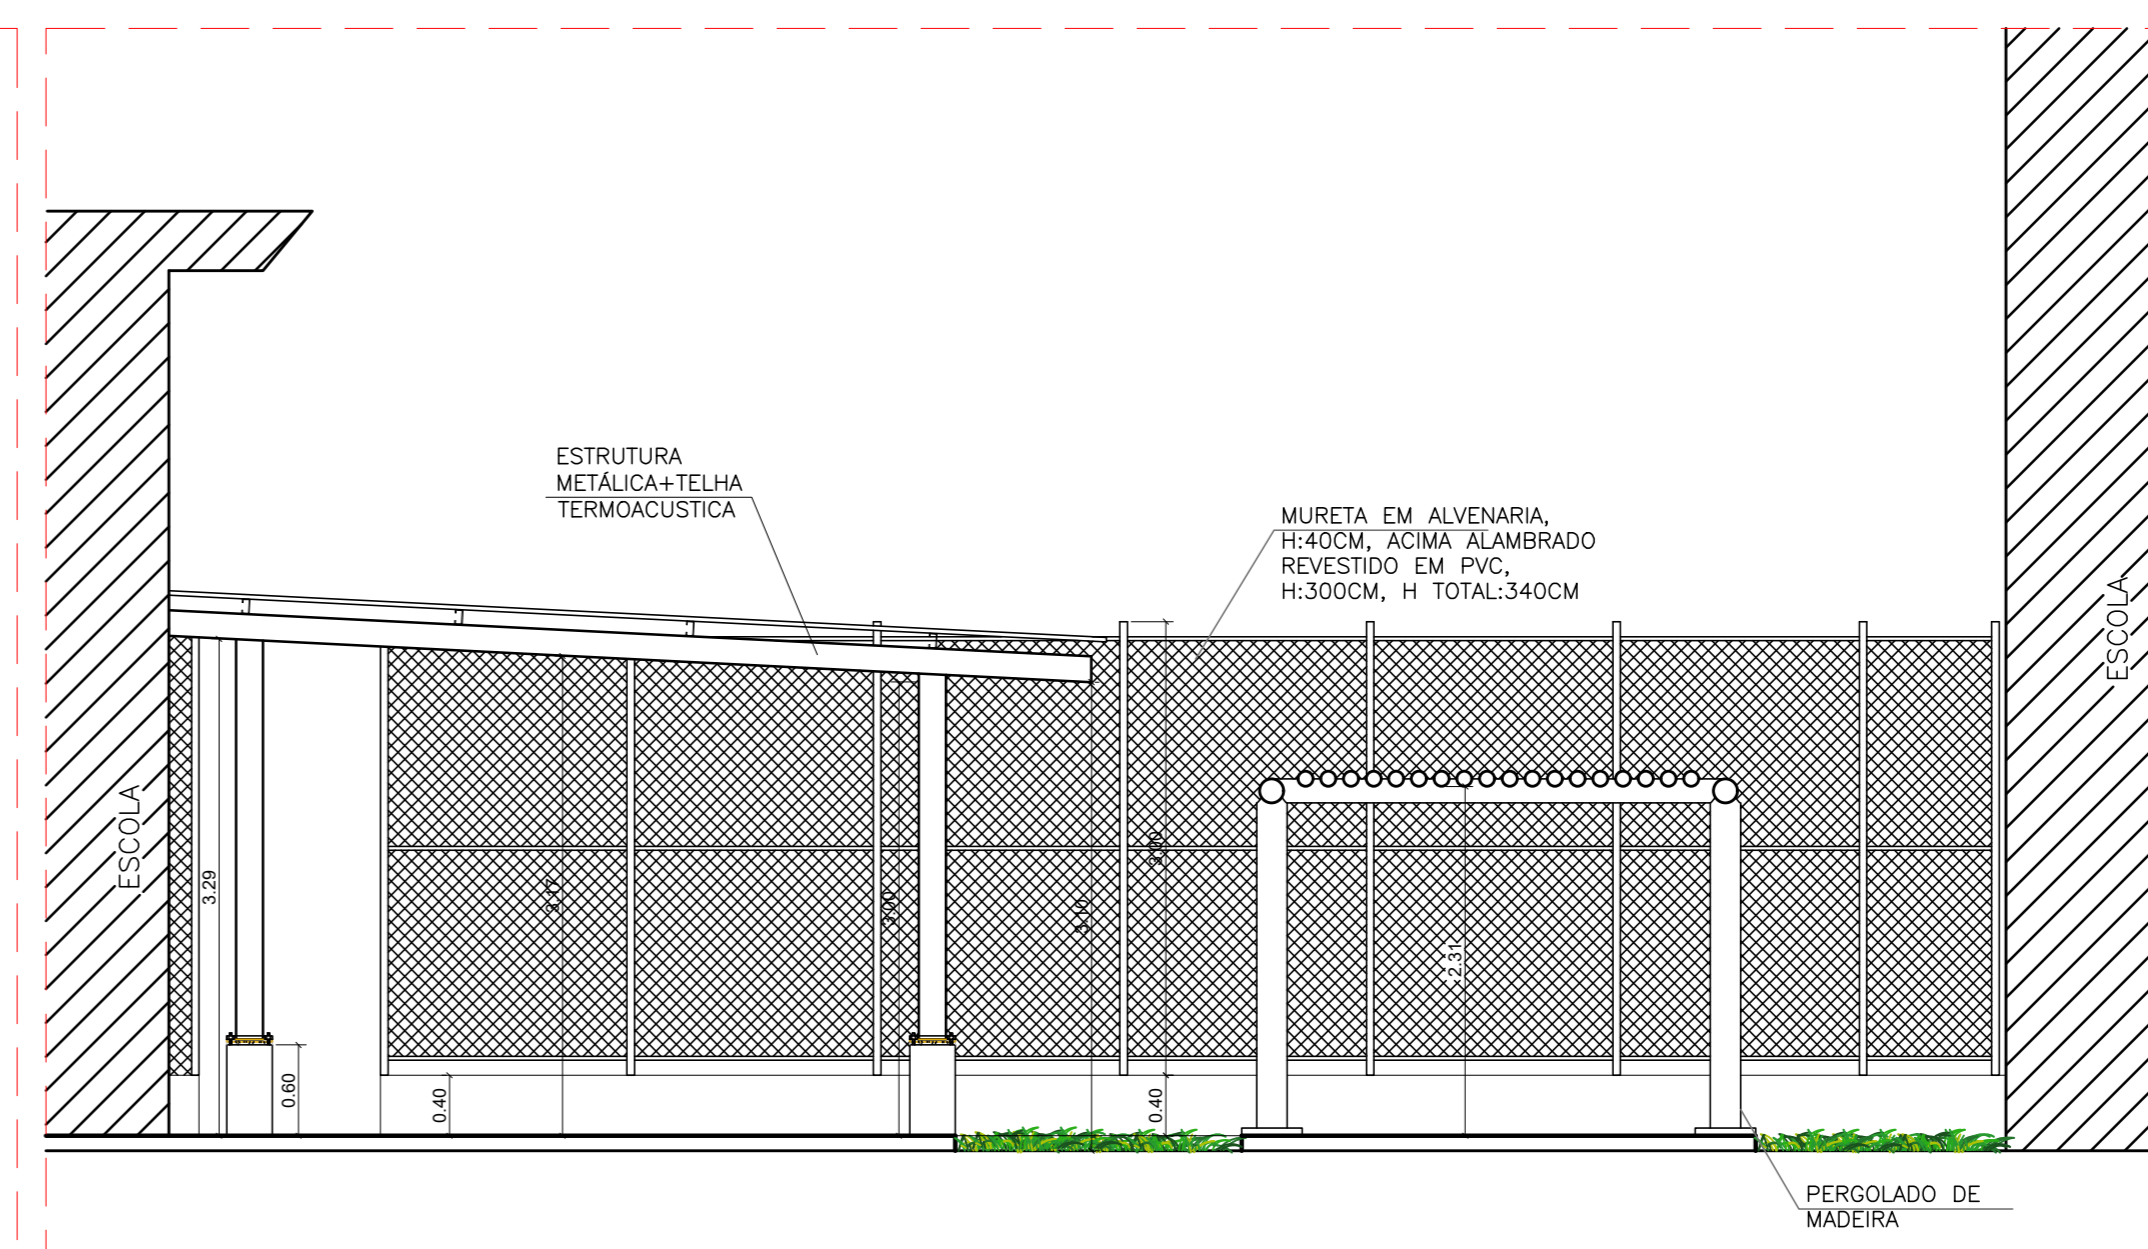 ESTRUTURA
METÁLICA+TELHA
TERMOACUSTICA
MURETA EM ALVENARIA,
H:40CM, ACIMA ALAMBRADO
REVESTIDO EM PVC,
H:300CM, H TOTAL:340CM
ESCOLA
ESCOLA
3.29
0.60
0.40
3.17
3.00
3.10
3.00
0.40
2.31
PERGOLADO DE
MADEIRA